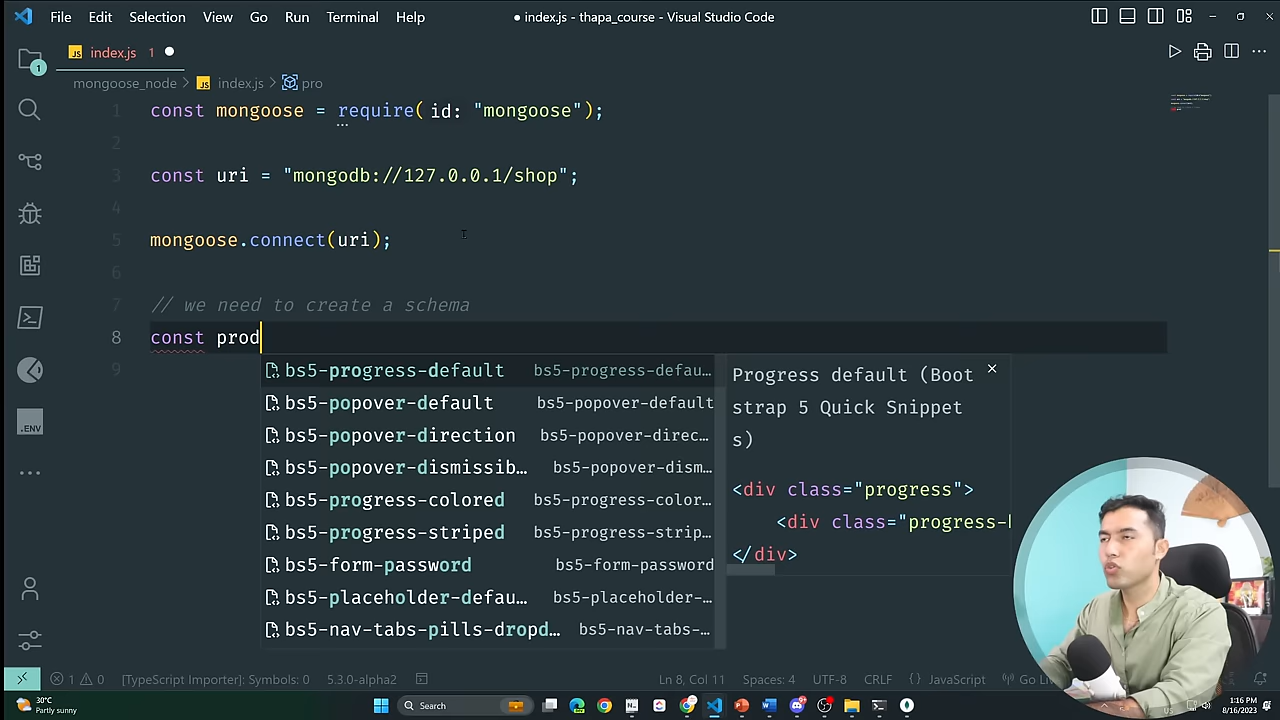 File Edit Selection View Go Run Terminal Help ● index.js - thapa_course - Visual Studio Code
1
JS index.js 1
mongoose_node > JS index.js > pro
1 const mongoose = require( id: "mongoose");
2
3 const uri = "mongodb://127.0.0.1/shop";
4
5 mongoose.connect(uri);
6
7 // we need to create a schema
8 const prod
9
bs5-progress-default bs5-progress-defau…
bs5-popover-default bs5-popover-default
bs5-popover-direction bs5-popover-direc…
bs5-popover-dismissib… bs5-popover-dism…
bs5-progress-colored bs5-progress-color…
bs5-progress-striped bs5-progress-strip…
bs5-form-password bs5-form-password
bs5-placeholder-defau… bs5-placeholder-…
bs5-nav-tabs-pills-dropd… bs5-nav-tabs-…
Progress default (Boot
strap 5 Quick Snippet
s)
<div class="progress">
<div class="progress-
</div>
.ENV
1 0 [TypeScript Importer]: Symbols: 0 5.3.0-alpha2 Ln 8, Col 11 Spaces: 4 UTF-8 CRLF {} JavaScript Go Li
30°C
Partly sunny
Search
1:16 PM
8/16/2023